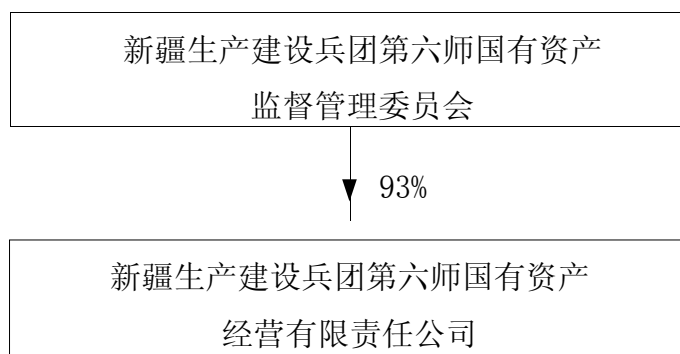 新疆生产建设兵团第六师国有资产
监督管理委员会
93%
新疆生产建设兵团第六师国有资产
经营有限责任公司